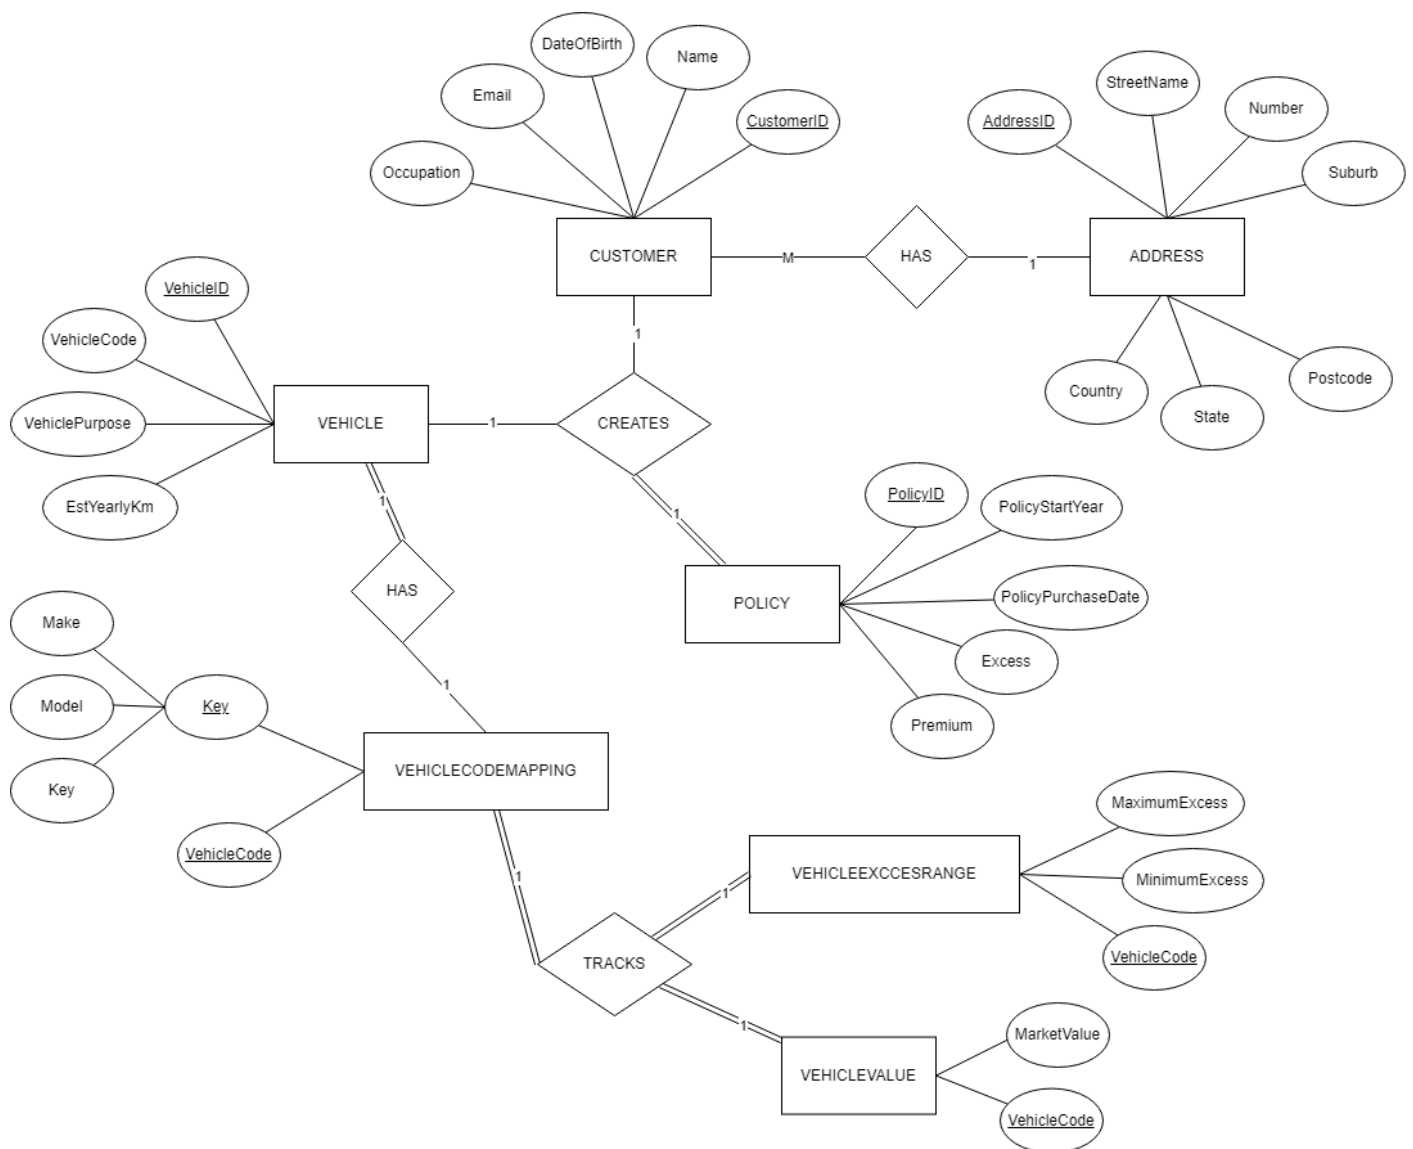 DateOfBirth
Name
Email
CustomerID
Occupation
StreetName
Number
AddressID
Suburb
CUSTOMER
M
HAS
1
ADDRESS
VehicleID
VehicleCode
VehiclePurpose
EstYearlyKm
VEHICLE
1
1
CREATES
1
Country
State
Postcode
PolicyID
PolicyStartYear
PolicyPurchaseDate
Excess
Premium
POLICY
1
HAS
1
Make
Model
Key
Key
VEHICLECODEMAPPING
VehicleCode
1
MaximumExcess
MinimumExcess
VehicleCode
VEHICLEEXCCESRANGE
1
TRACKS
1
MarketValue
VEHICLEVALUE
VehicleCode